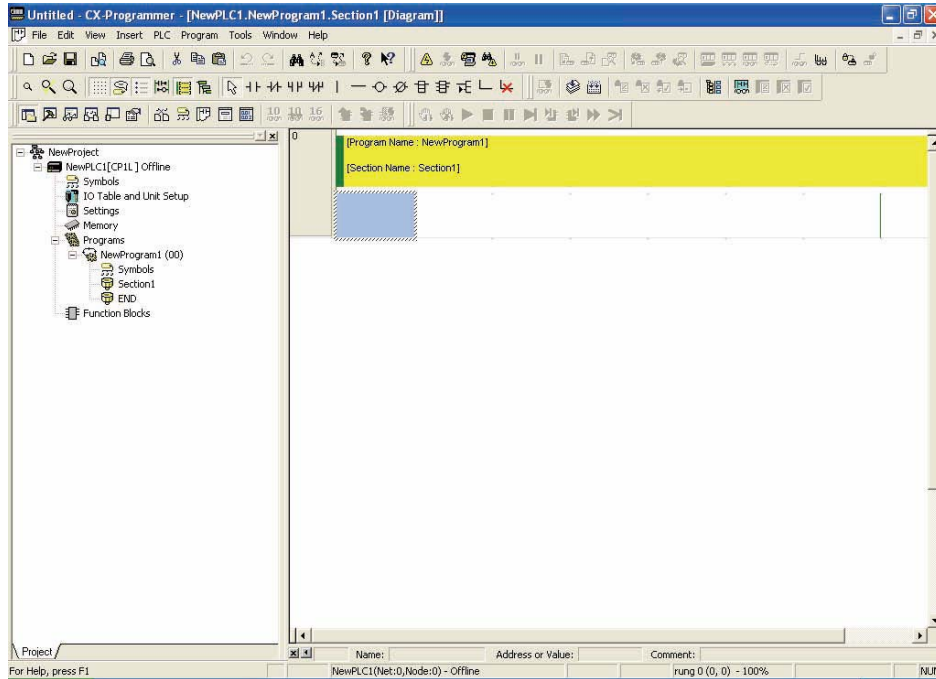 Untitled - CX-Programmer - [NewPLC1.NewProgram1.Section1 [Diagram]]
File Edit View Insert PLC Program Tools Window Help
NewProject
NewPLC1[CP1L] Offline
Symbols
IO Table and Unit Setup
Settings
Memory
Programs
NewProgram1 (00)
Symbols
Section1
END
Function Blocks
Project
0
[Program Name : NewProgram1]
[Section Name : Section1]
10 10 16
Name: Address or Value: Comment:
For Help, press F1
NewPLC1(Net:0,Node:0) - Offline
rung 0 (0, 0) - 100%